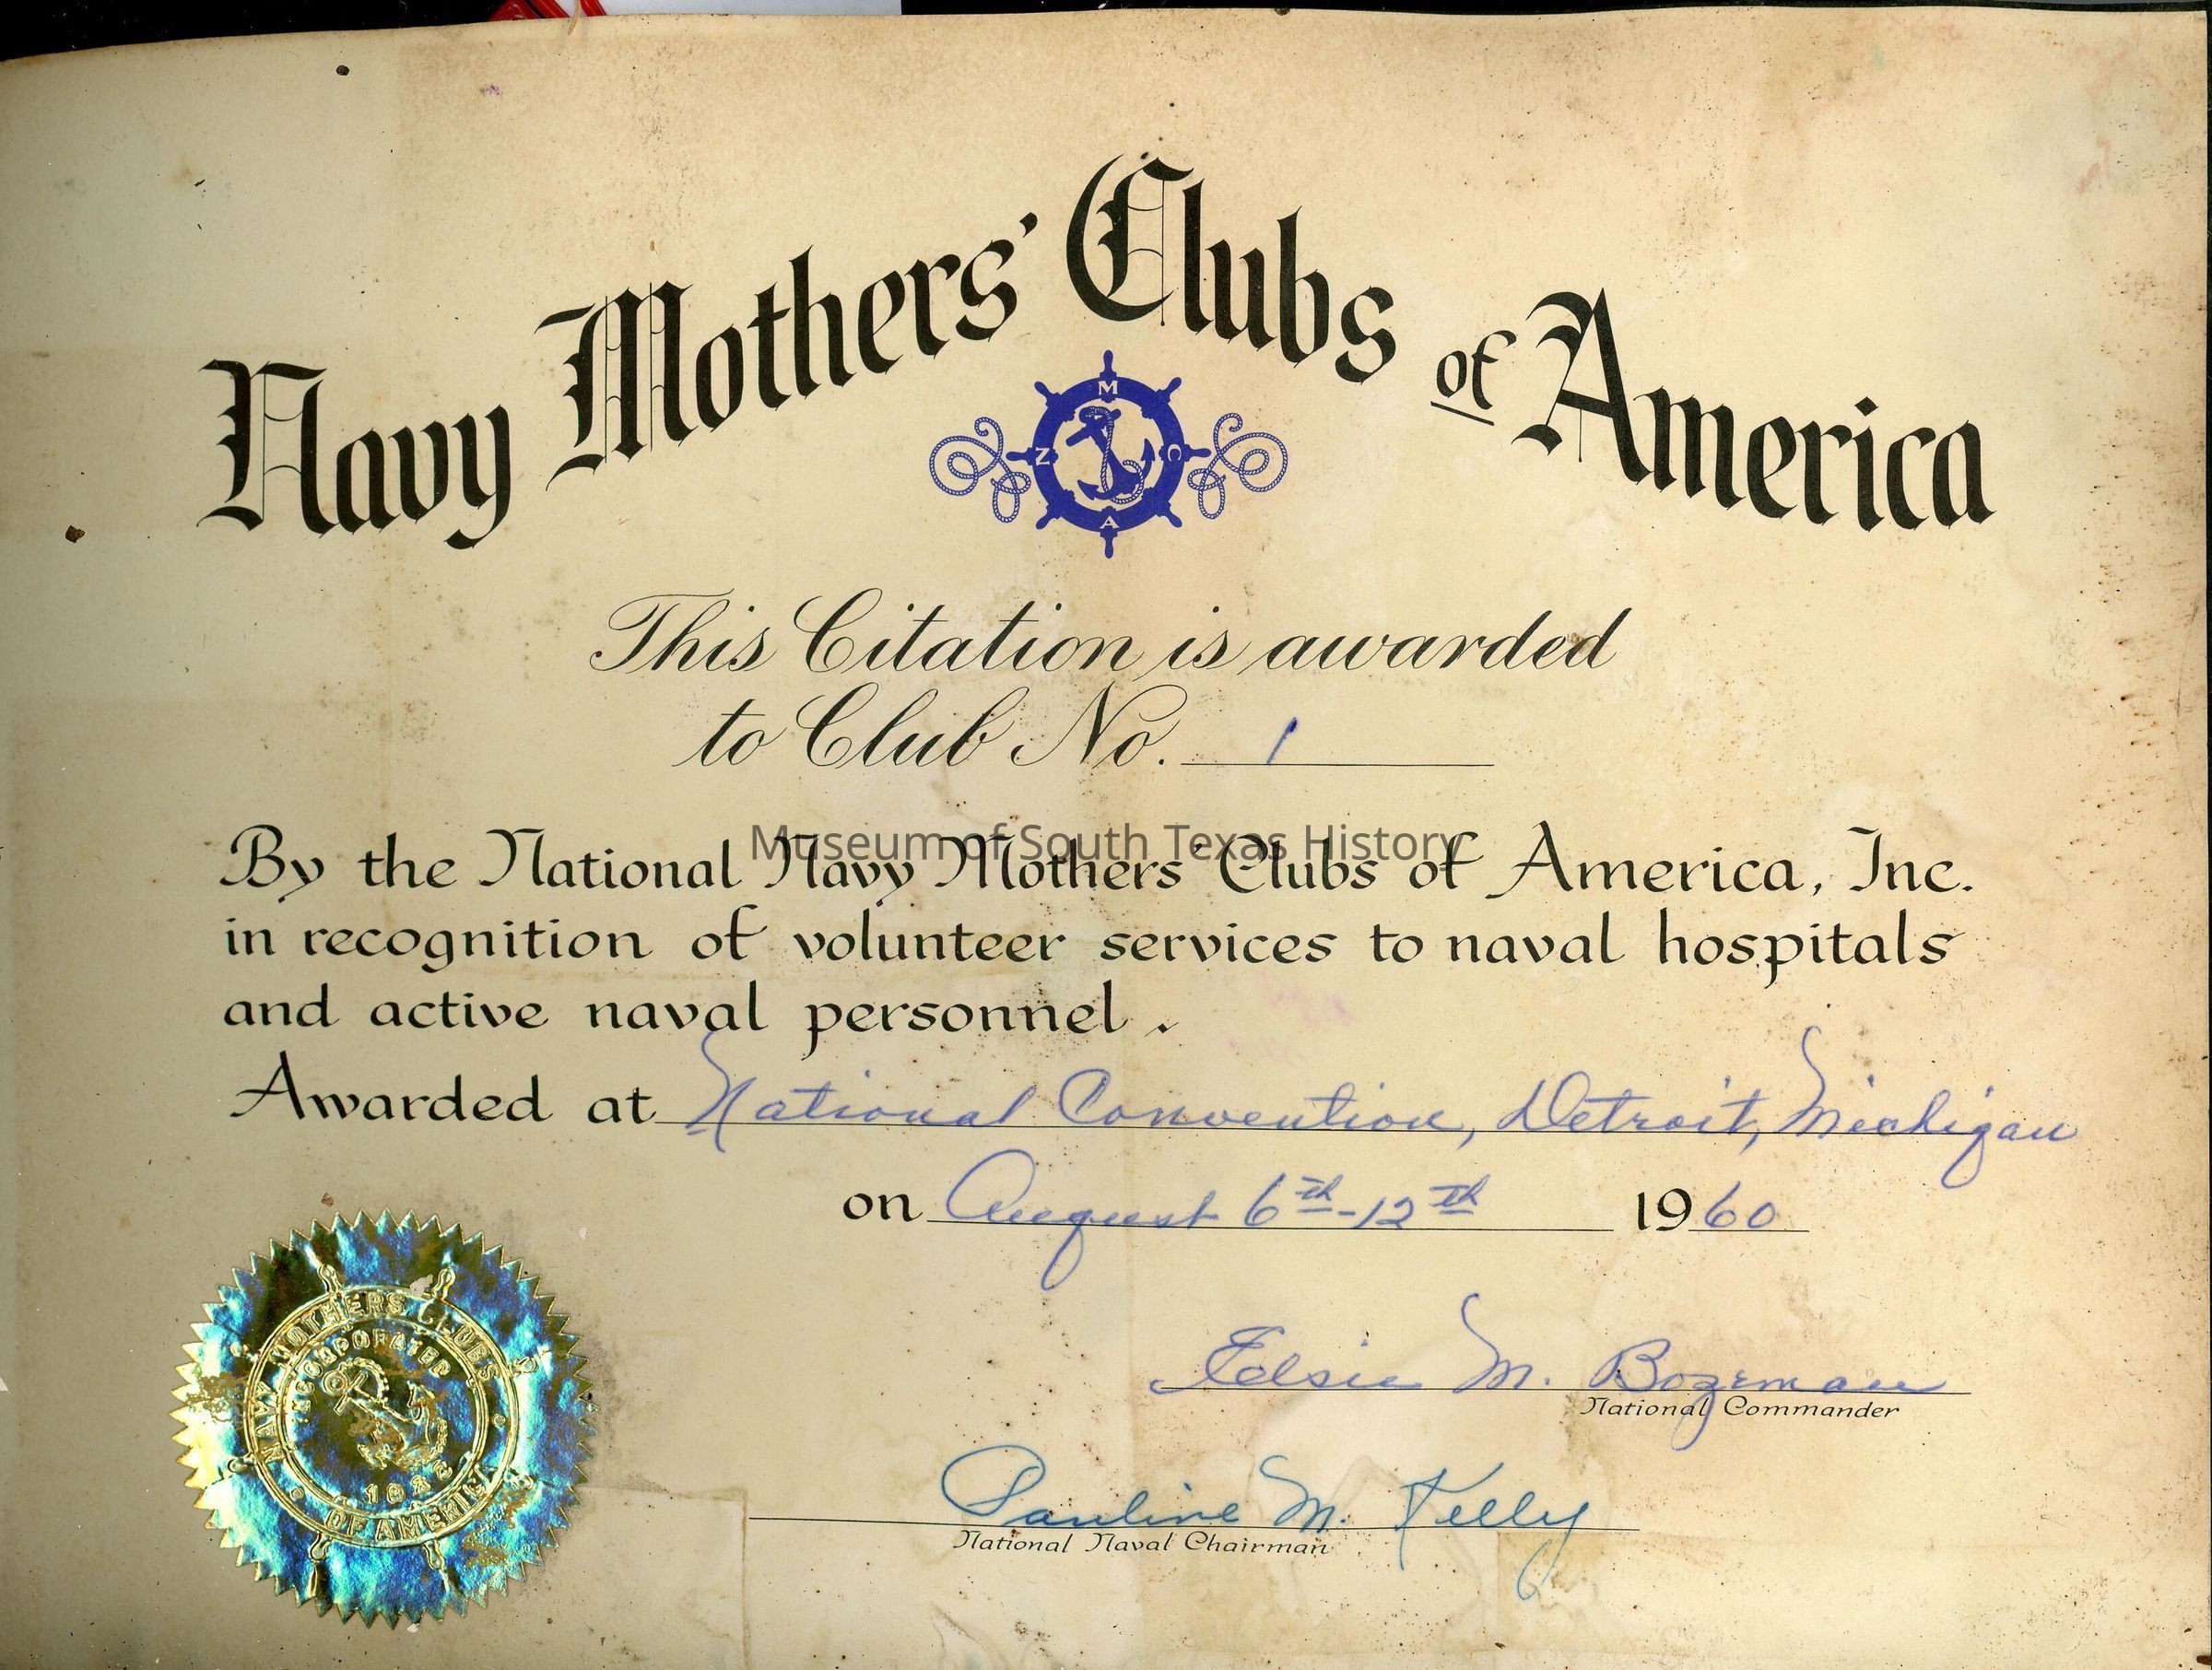 Navy Mothers' Clubs of America
M
N C
A
This Citation is awarded
to Club No. 1
Museum of South Texas History
By the National Navy Mothers' Clubs of America, Inc.
in recognition of volunteer services to naval hospitals
and active naval personnel.
Awarded at National Convention, Detroit, Michigan
on August 6th-12th 1960
Elsie M. Bozeman
National Commander
Pauline M. Kelly
National Naval Chairman
NAVY MOTHERS CLUBS
INCORPORATED
OF AMERICA